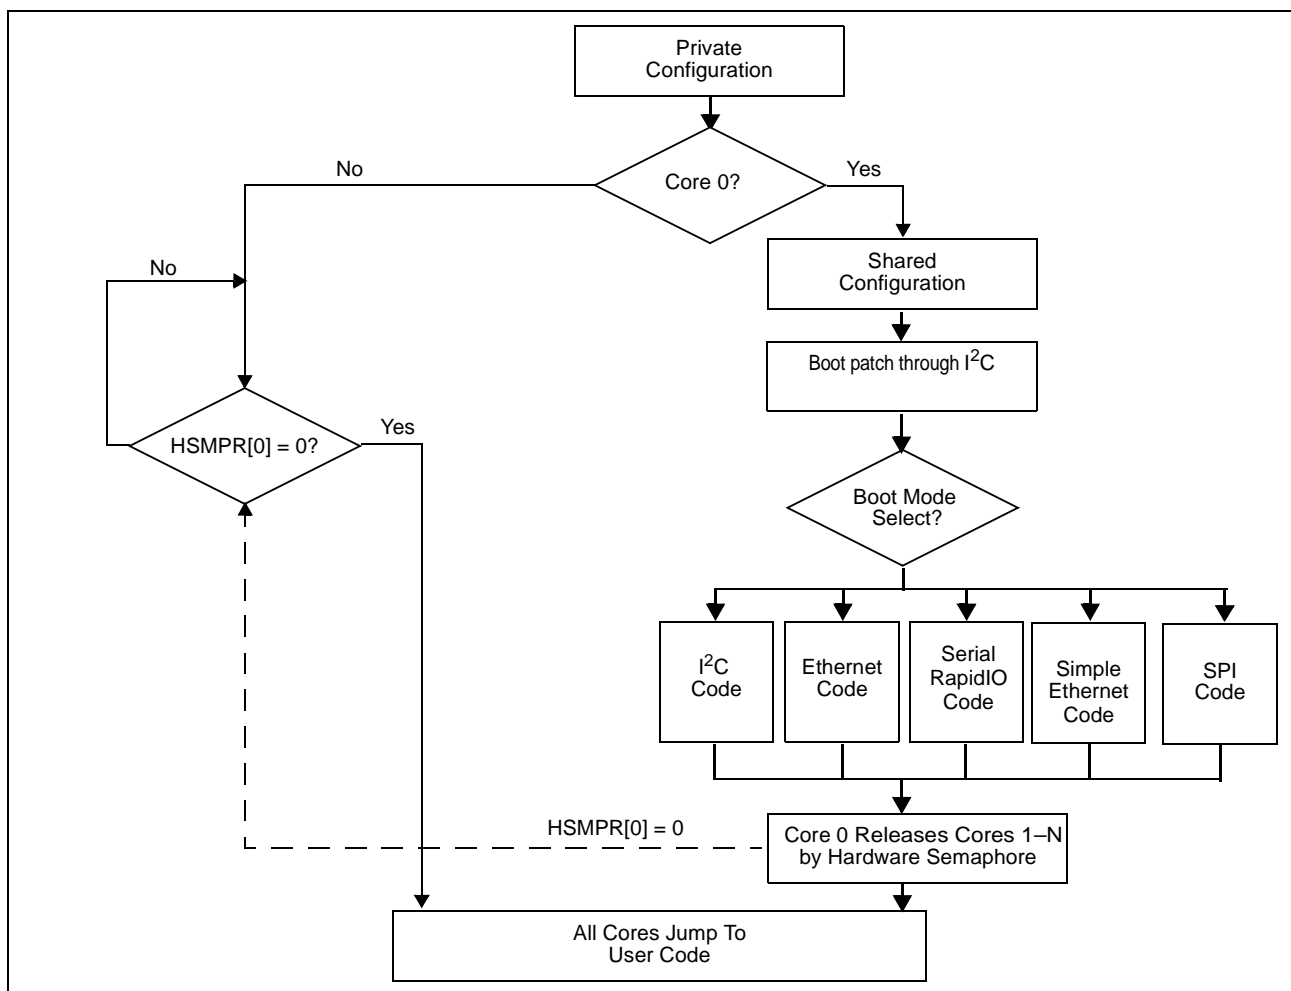 Private
Configuration
No
Yes
Core 0?
No
Shared
Configuration
Boot patch through I²C
Yes
HSMPR[0] = 0?
Boot Mode
Select?
I²C
Code
Ethernet
Code
Serial
RapidIO
Code
Simple
Ethernet
Code
SPI
Code
HSMPR[0] = 0
Core 0 Releases Cores 1–N
by Hardware Semaphore
All Cores Jump To
User Code